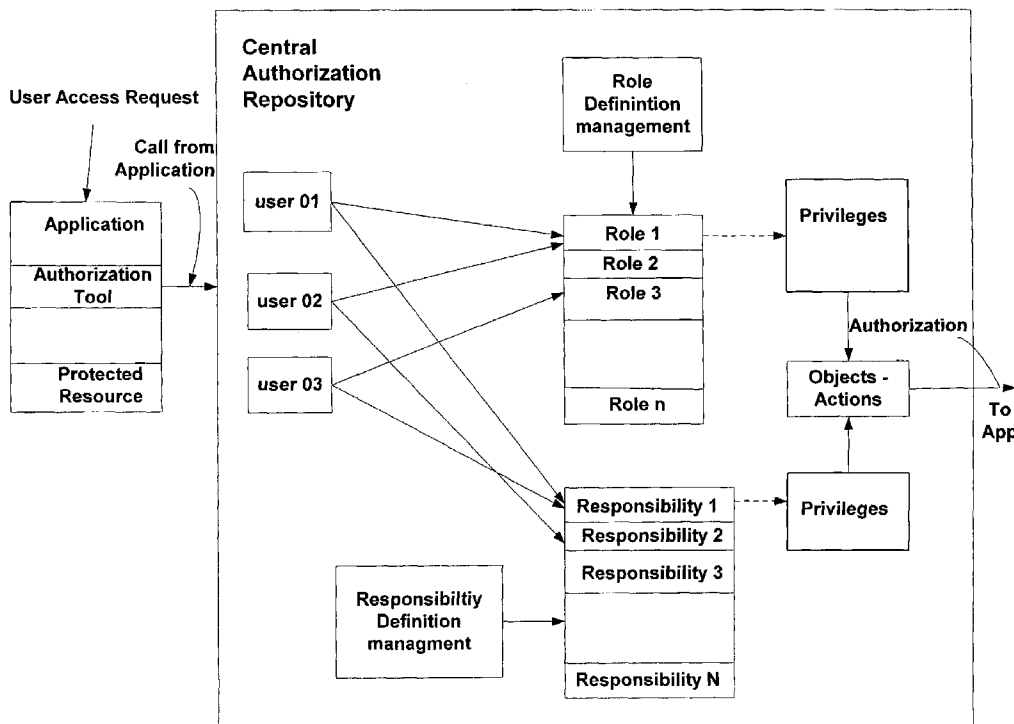 Central
Authorization
Repository
User Access Request
Call from
Application
Application
Authorization
Tool
Protected
Resource
user 01
user 02
user 03
Role
Definintion
management
Role 1
Role 2
Role 3
Role n
Privileges
Authorization
Objects -
Actions
To
App
Responsibility 1
Responsibility 2
Responsibility 3
Responsibility N
Privileges
Responsibiltiy
Definition
managment